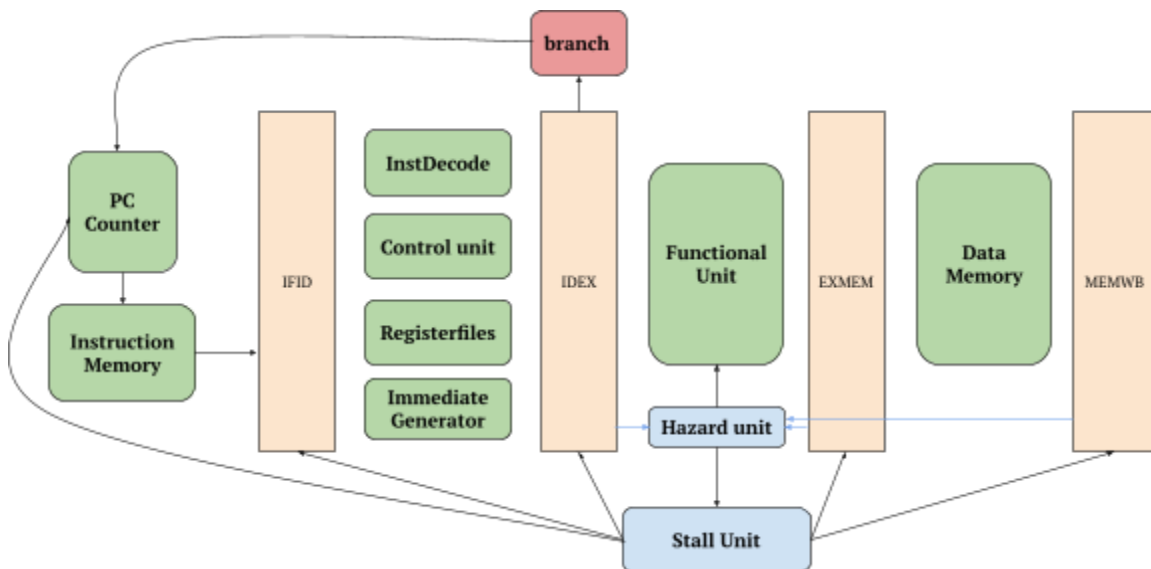 branch
InstDecode
PC
Counter
Control unit
Functional
Unit
Data
Memory
IFID
IDEX
EXMEM
MEMWB
Instruction
Memory
Registerfiles
Immediate
Generator
Hazard unit
Stall Unit